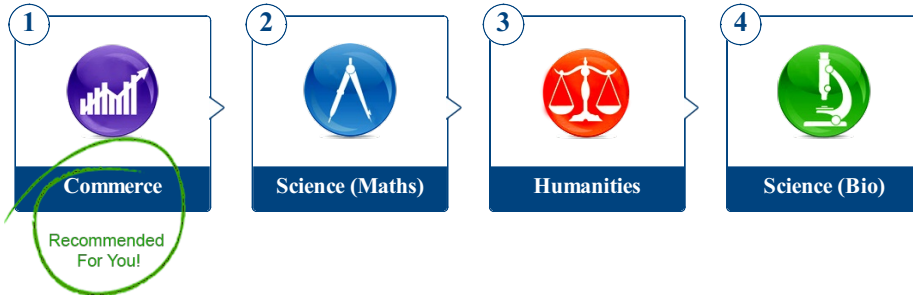 1
2
3
4
Commerce
Science (Maths)
Humanities
Science (Bio)
Recommended
For You!